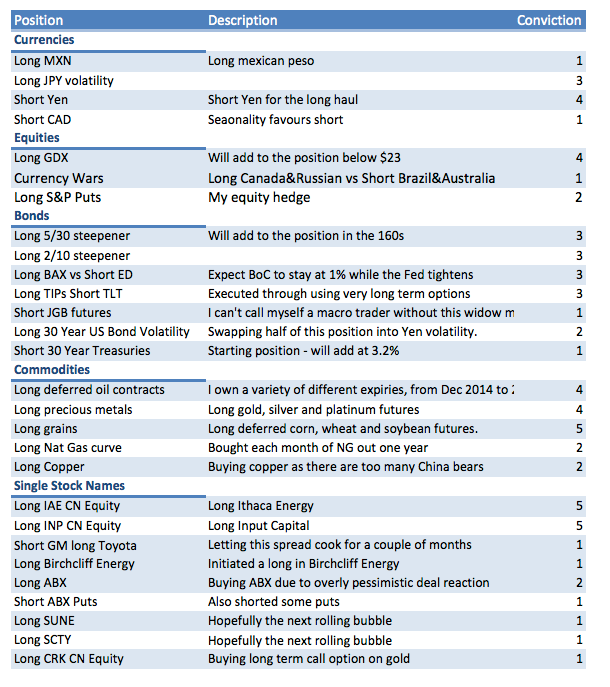 Position Description Conviction
Currencies
Long MXN Long mexican peso 1
Long JPY volatility 3
Short Yen Short Yen for the long haul 4
Short CAD Seaonality favours short 1
Equities
Long GDX Will add to the position below $23 4
Currency Wars Long Canada&Russian vs Short Brazil&Australia 1
Long S&P Puts My equity hedge 2
Bonds
Long 5/30 steepener Will add to the position in the 160s 3
Long 2/10 steepener 3
Long BAX vs Short ED Expect BoC to stay at 1% while the Fed tightens 3
Long TIPs Short TLT Executed through using very long term options 3
Short JGB futures I can't call myself a macro trader without this widow m 1
Long 30 Year US Bond Volatility Swapping half of this position into Yen volatility. 2
Short 30 Year Treasuries Starting position - will add at 3.2% 1
Commodities
Long deferred oil contracts I own a variety of different expiries, from Dec 2014 to 4
Long precious metals Long gold, silver and platinum futures 4
Long grains Long deferred corn, wheat and soybean futures. 5
Long Nat Gas curve Bought each month of NG out one year 2
Long Copper Buying copper as there are too many China bears 2
Single Stock Names
Long IAE CN Equity Long Ithaca Energy 5
Long INP CN Equity Long Input Capital 5
Short GM long Toyota Letting this spread cook for a couple of months 1
Long Birchcliff Energy Initiated a long in Birchcliff Energy 1
Long ABX Buying ABX due to overly pessimistic deal reaction 2
Short ABX Puts Also shorted some puts 1
Long SUNE Hopefully the next rolling bubble 1
Long SCTY Hopefully the next rolling bubble 1
Long CRK CN Equity Buying long term call option on gold 1